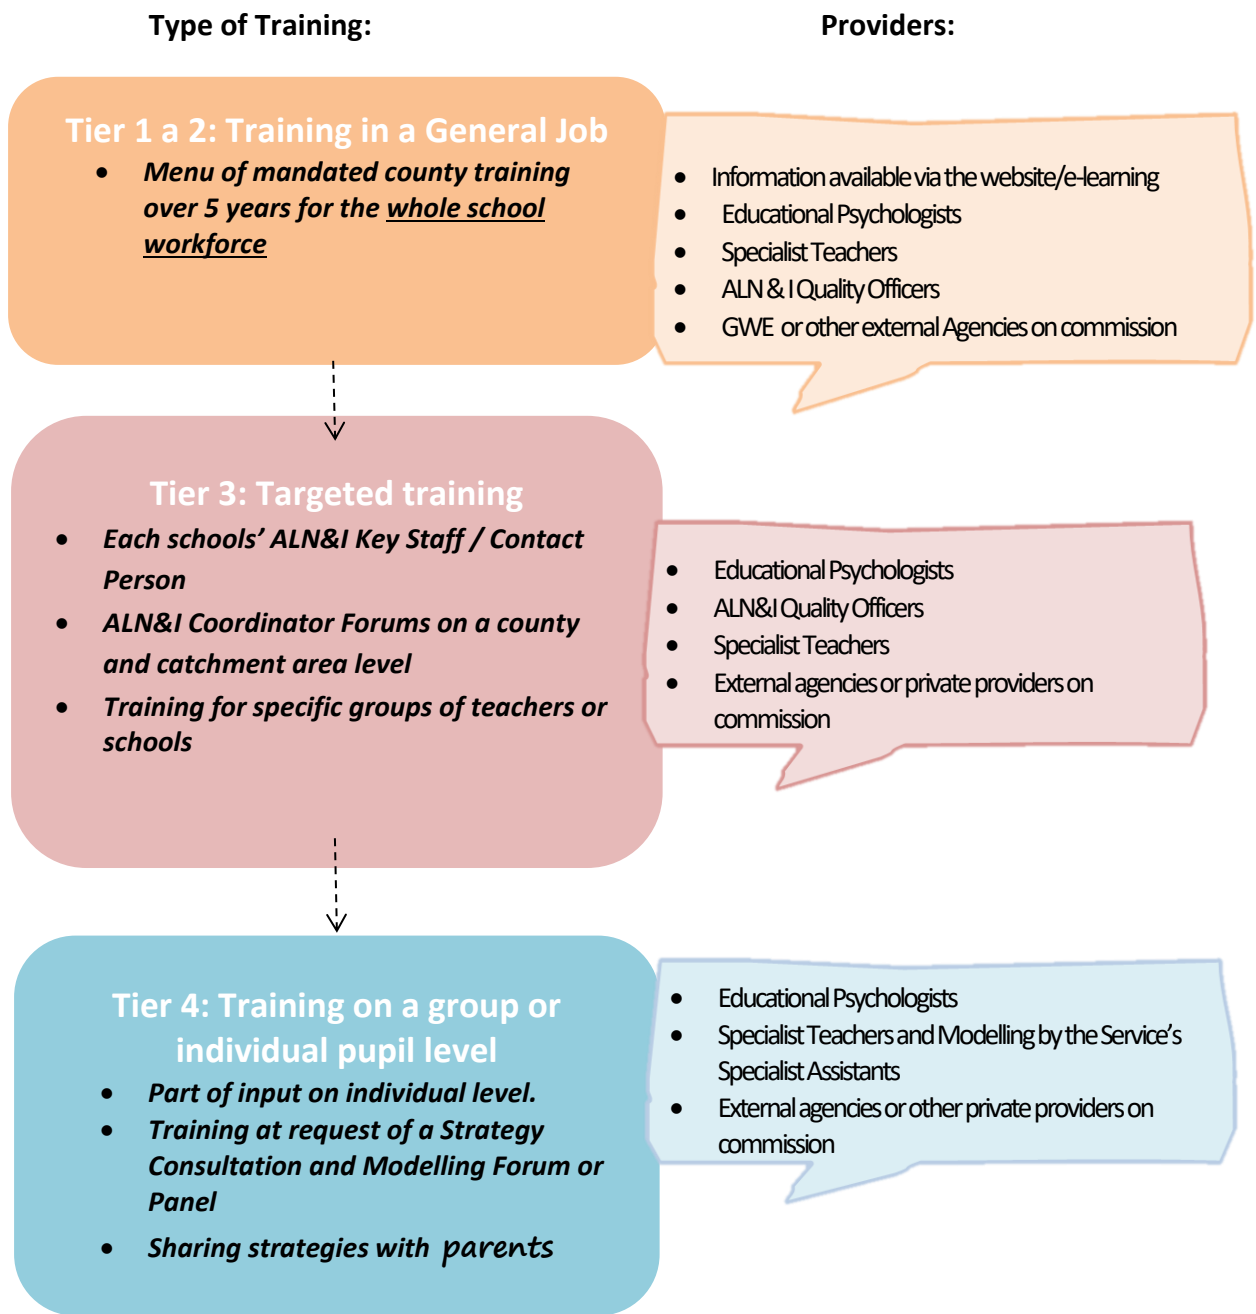 Type of Training:
Providers:
Tier 1 a 2: Training in a General Job
• Menu of mandated county training
over 5 years for the whole school
workforce
• Information available via the website/e-learning
• Educational Psychologists
• Specialist Teachers
• ALN & I Quality Officers
• GWE or other external Agencies on commission
Tier 3: Targeted training
• Each schools’ ALN&I Key Staff / Contact
Person
• ALN&I Coordinator Forums on a county
and catchment area level
• Training for specific groups of teachers or
schools
• Educational Psychologists
• ALN&I Quality Officers
• Specialist Teachers
• External agencies or private providers on
commission
Tier 4: Training on a group or
individual pupil level
• Part of input on individual level.
• Training at request of a Strategy
Consultation and Modelling Forum or
Panel
• Sharing strategies with parents
• Educational Psychologists
• Specialist Teachers and Modelling by the Service’s
Specialist Assistants
• External agencies or other private providers on
commission